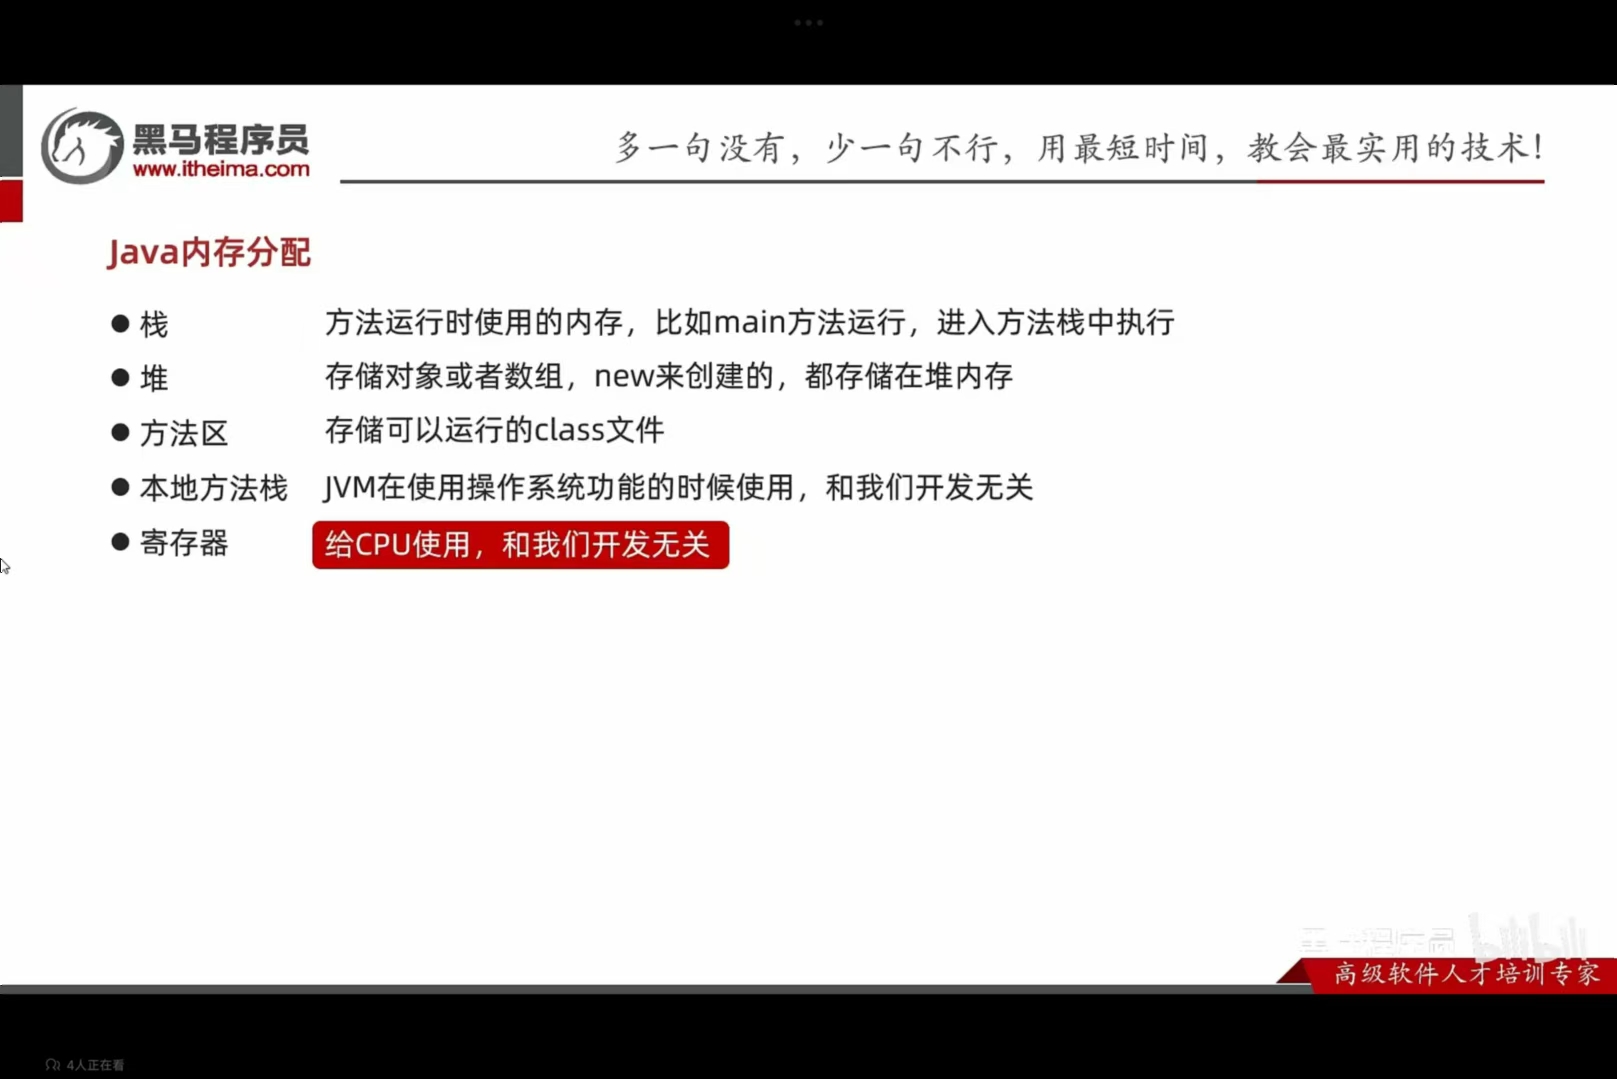 黑马程序员
www.itheima.com
多一句没有，少一句不行，用最短时间，教会最实用的技术！
Java内存分配
● 栈 方法运行时使用的内存，比如main方法运行，进入方法栈中执行
● 堆 存储对象或者数组，new来创建的，都存储在堆内存
● 方法区 存储可以运行的class文件
● 本地方法栈 JVM在使用操作系统功能的时候使用，和我们开发无关
● 寄存器 给CPU使用，和我们开发无关
黑马程序员 bilibili
高级软件人才培训专家
4人正在看